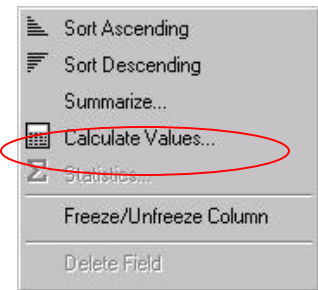 Sort Ascending
Sort Descending
Summarize...
Calculate Values...
Statistics...
Freeze/Unfreeze Column
Delete Field